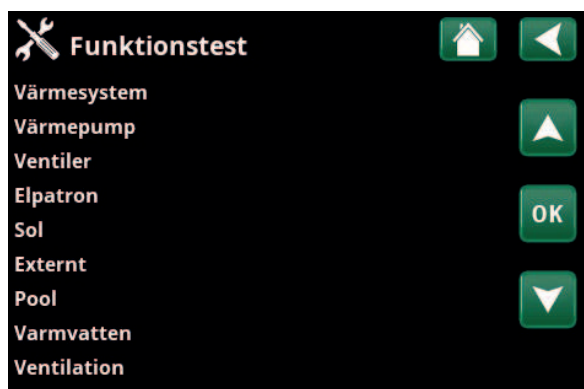 Funktionstest
Värmesystem
Värmepump
Ventiler
Elpatron
Sol
Externt
Pool
Varmvatten
Ventilation
OK